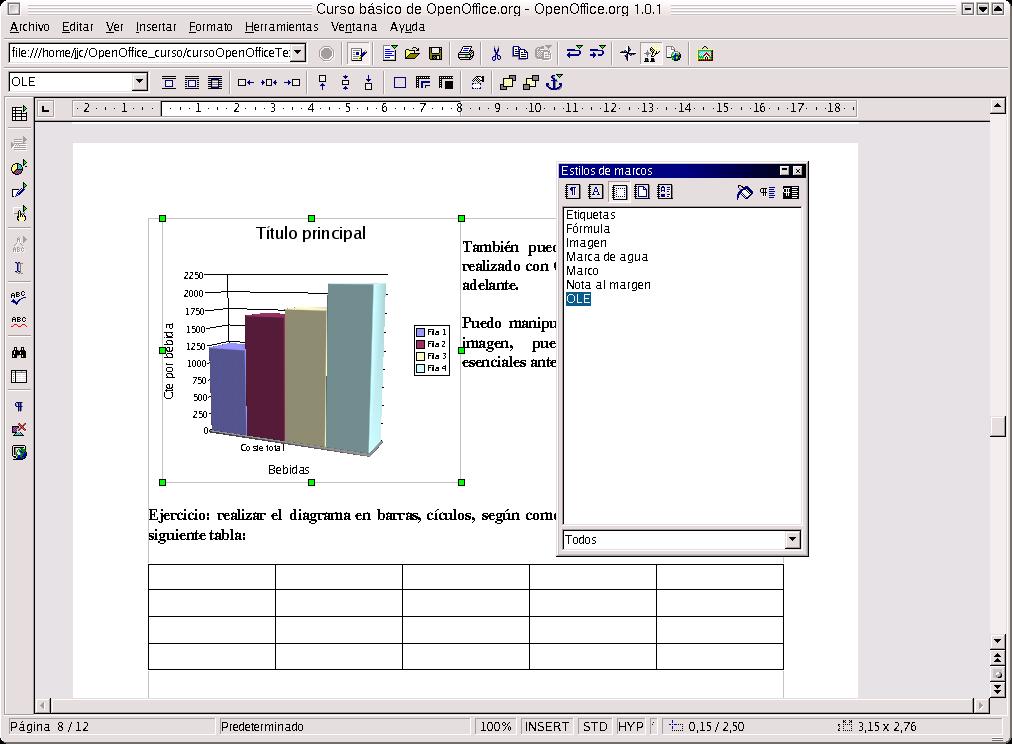 Curso básico de OpenOffice.org - OpenOffice.org 1.0.1
Archivo Editar Ver Insertar Formato Herramientas Ventana Ayuda
file:///home/jjc/OpenOffice_curso/cursoOpenOfficeTe
OLE
2 1 1 2 3 4 5 6 7 8 9 10 11 12 13 14 15 16 17 18
Estilos de marcos
Etiquetas
Fórmula
Imagen
Marca de agua
Marco
Nota al margen
OLE
Todos
Título principal
2250
2000
1750
1500
1250
1000
750
500
250
0
Cte por bebida
Coste total
Bebidas
Fila 1
Fila 2
Fila 3
Fila 4
También pued
realizado con
adelante.
Puedo manipu
imagen, pue
esenciales ante
Ejercicio: realizar el diagrama en barras, cículos, según como
siguiente tabla:
Página 8 / 12 Predeterminado 100% INSERT STD HYP * 0,15 / 2,50 3,15 x 2,76